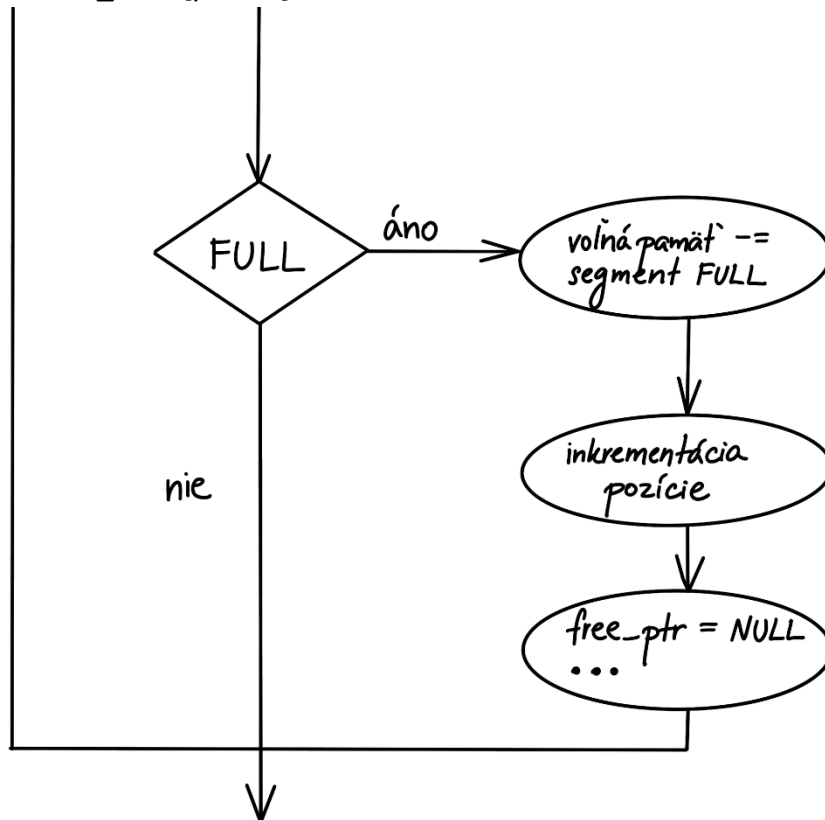 FULL
áno
voľná pamäť -=
segment FULL
nie
inkrementácia
pozície
free_ptr = NULL
...